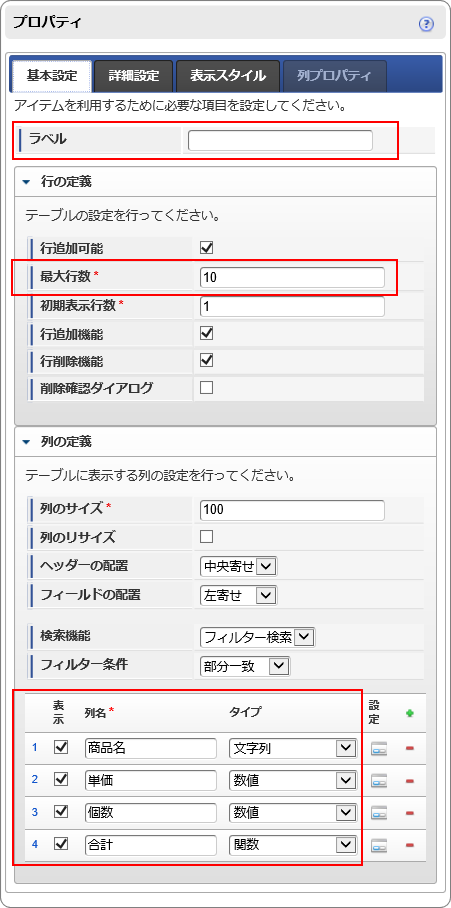 プロパティ ?
基本設定 詳細設定 表示スタイル 列プロパティ
アイテムを利用するために必要な項目を設定してください。
ラベル
行の定義
テーブルの設定を行ってください。
行追加可能
最大行数 * 10
初期表示行数 * 1
行追加機能
行削除機能
削除確認ダイアログ
列の定義
テーブルに表示する列の設定を行ってください。
列のサイズ * 100
列のリサイズ
ヘッダーの配置 中央寄せ
フィールドの配置 左寄せ
検索機能 フィルター検索
フィルター条件 部分一致
表示 列名 * タイプ 設定
1 商品名 文字列
2 単価 数値
3 個数 数値
4 合計 関数